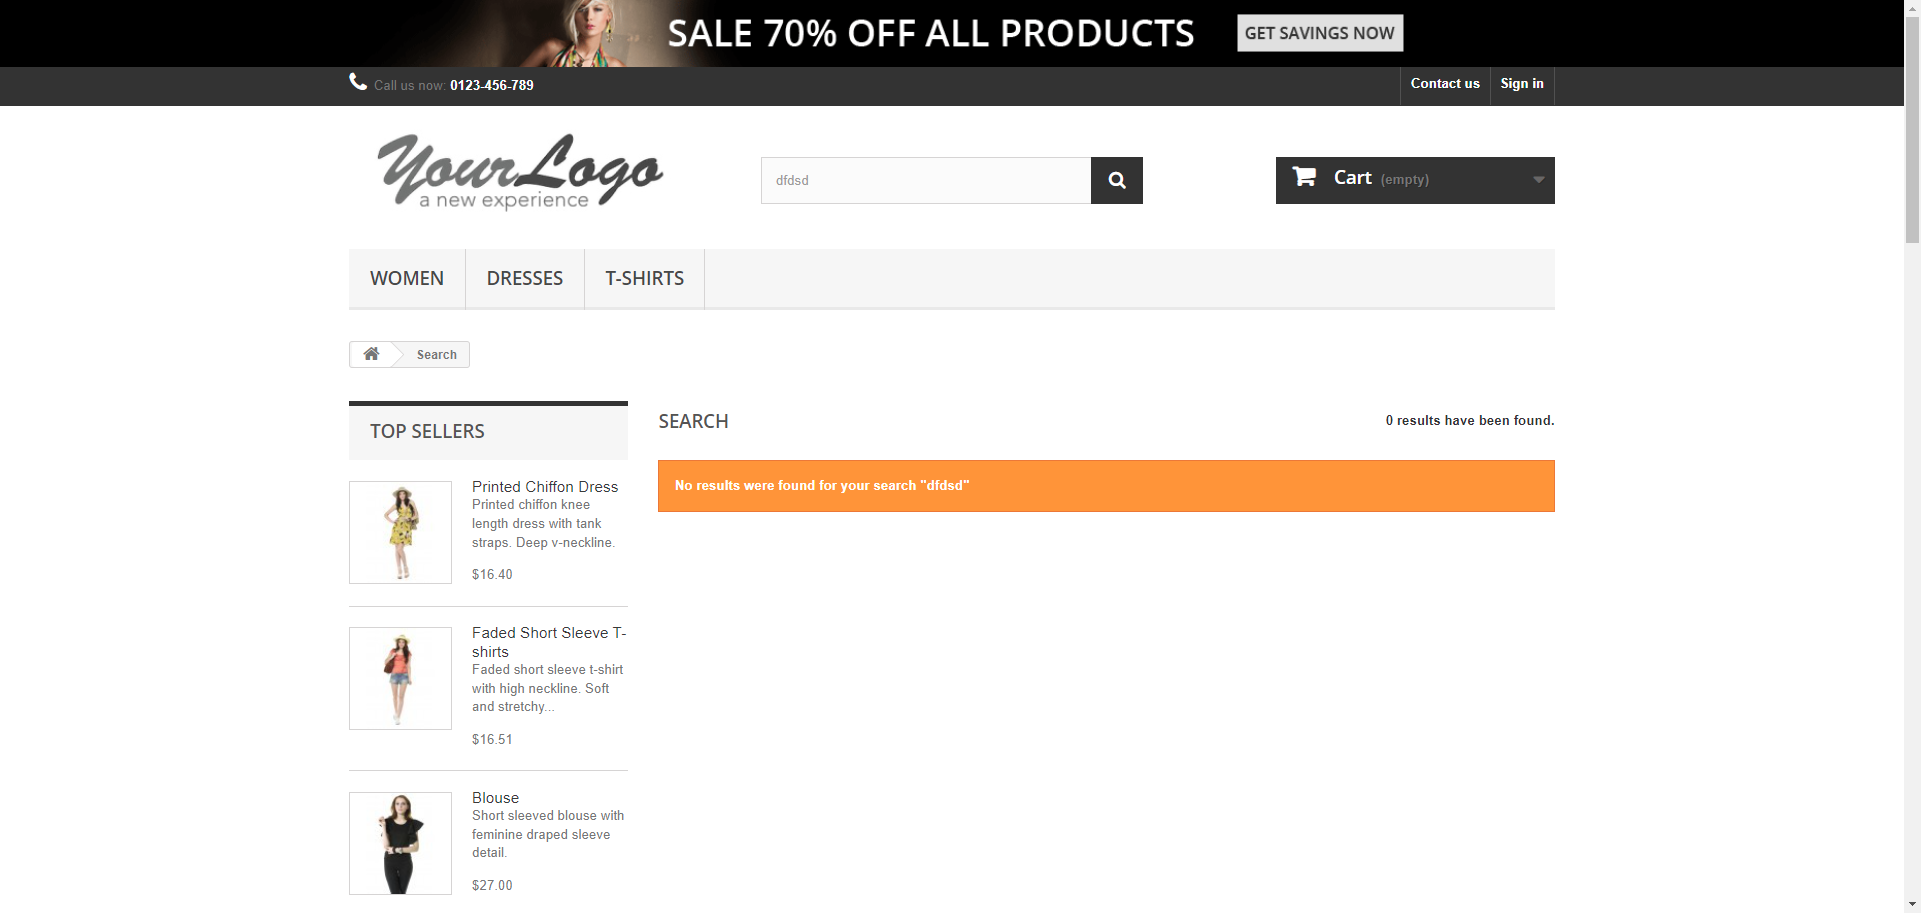 SALE 70% OFF ALL PRODUCTS GET SAVINGS NOW
Call us now: 0123-456-789 Contact us Sign in
YourLogo
a new experience
dfdsd
Cart (empty)
WOMEN DRESSES T-SHIRTS
Search
TOP SELLERS
Printed Chiffon Dress
Printed chiffon knee
length dress with tank
straps. Deep v-neckline.
$16.40
Faded Short Sleeve T-
shirts
Faded short sleeve t-shirt
with high neckline. Soft
and stretchy...
$16.51
Blouse
Short sleeved blouse with
feminine draped sleeve
detail.
$27.00
SEARCH 0 results have been found.
No results were found for your search "dfdsd"